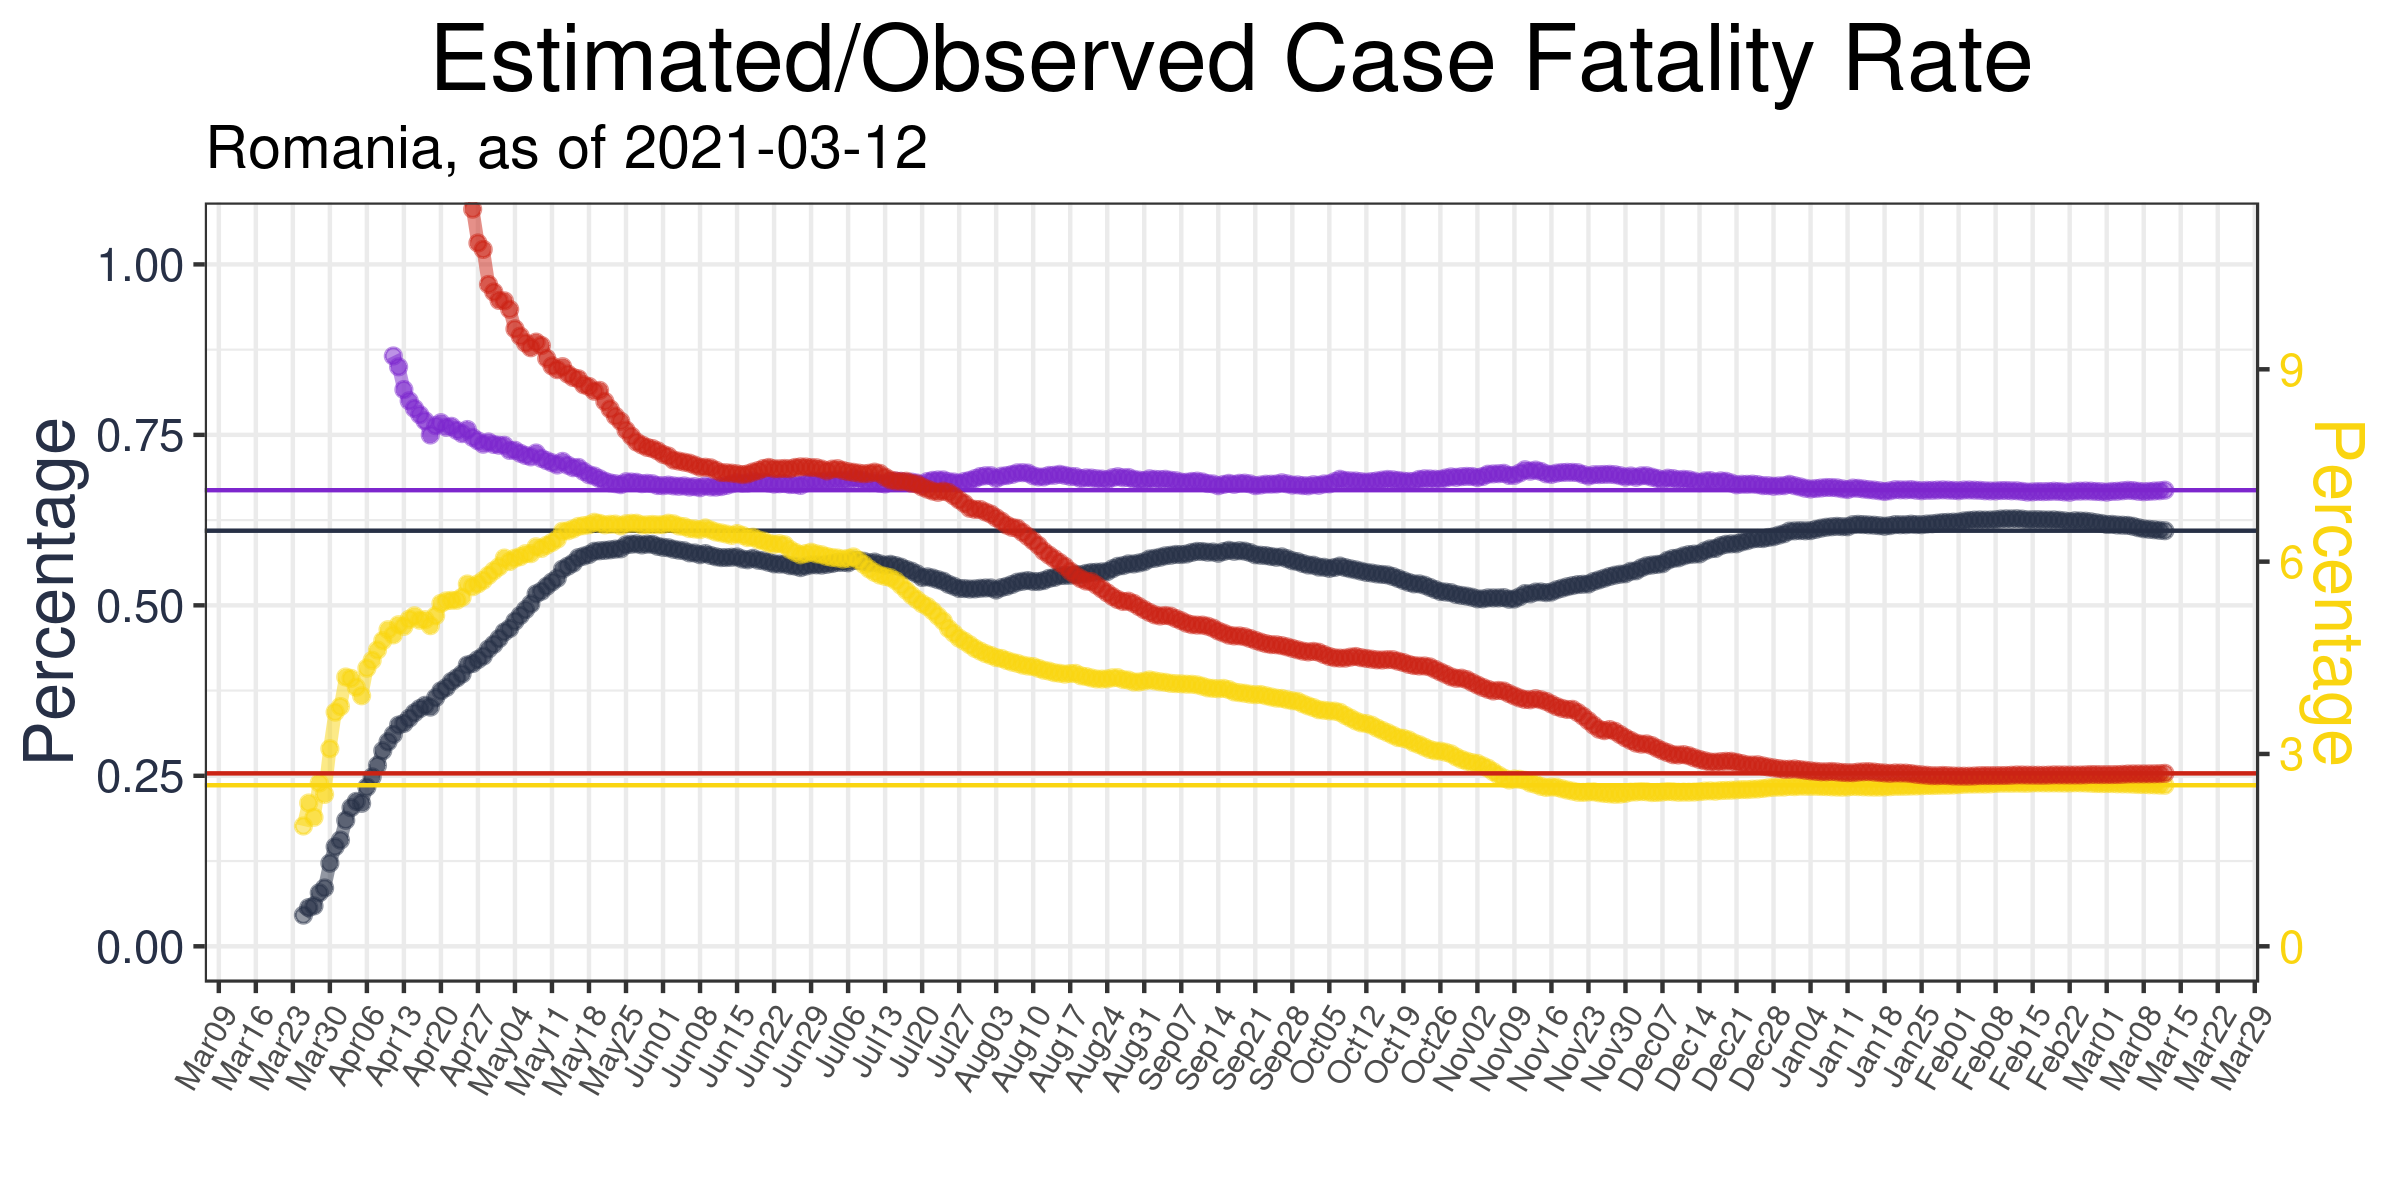 Estimated/Observed Case Fatality Rate
Romania, as of 2021-03-12
Percentage
1.00
0.75
0.50
0.25
0.00
9
6
3
0
Percentage
Mar09
Mar16
Mar23
Mar30
Apr06
Apr13
Apr20
Apr27
May04
May11
May18
May25
Jun01
Jun08
Jun15
Jun22
Jun29
Jul06
Jul13
Jul20
Jul27
Aug03
Aug10
Aug17
Aug24
Aug31
Sep07
Sep14
Sep21
Sep28
Oct05
Oct12
Oct19
Oct26
Nov02
Nov09
Nov16
Nov23
Nov30
Dec07
Dec14
Dec21
Dec28
Dec04
Jan11
Jan18
Jan25
Feb01
Feb08
Feb15
Feb22
Mar01
Mar08
Mar15
Mar22
Mar29